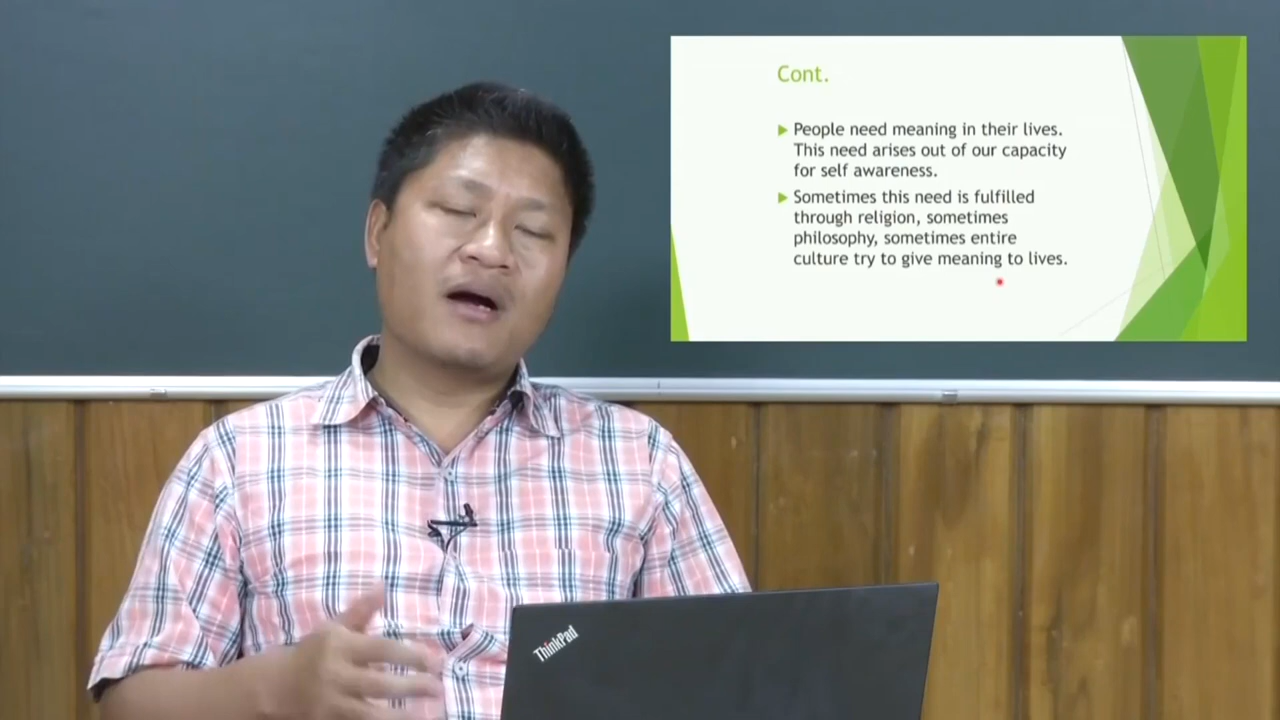 Cont.
People need meaning in their lives.
This need arises out of our capacity
for self awareness.
Sometimes this need is fulfilled
through religion, sometimes
philosophy, sometimes entire
culture try to give meaning to lives.
ThinkPad